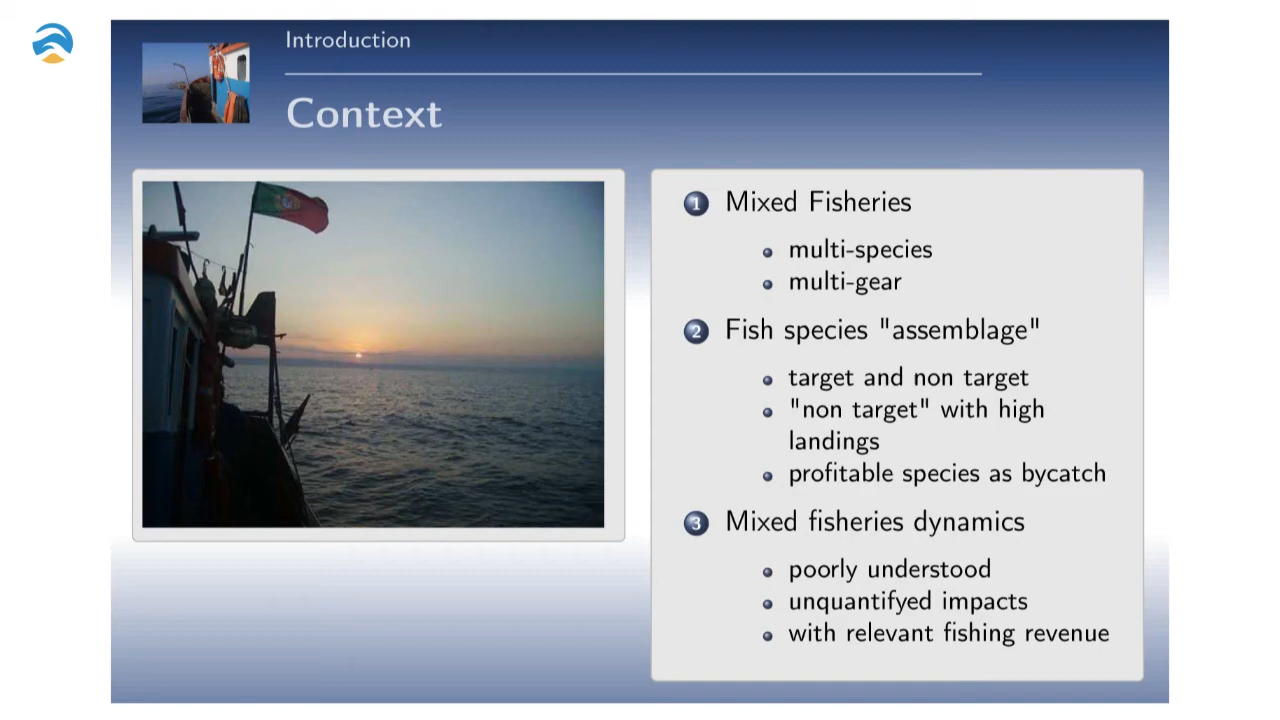 Introduction
Context
1 Mixed Fisheries
multi-species
multi-gear
2 Fish species "assemblage"
target and non target
"non target" with high
landings
profitable species as bycatch
3 Mixed fisheries dynamics
poorly understood
unquantifyed impacts
with relevant fishing revenue